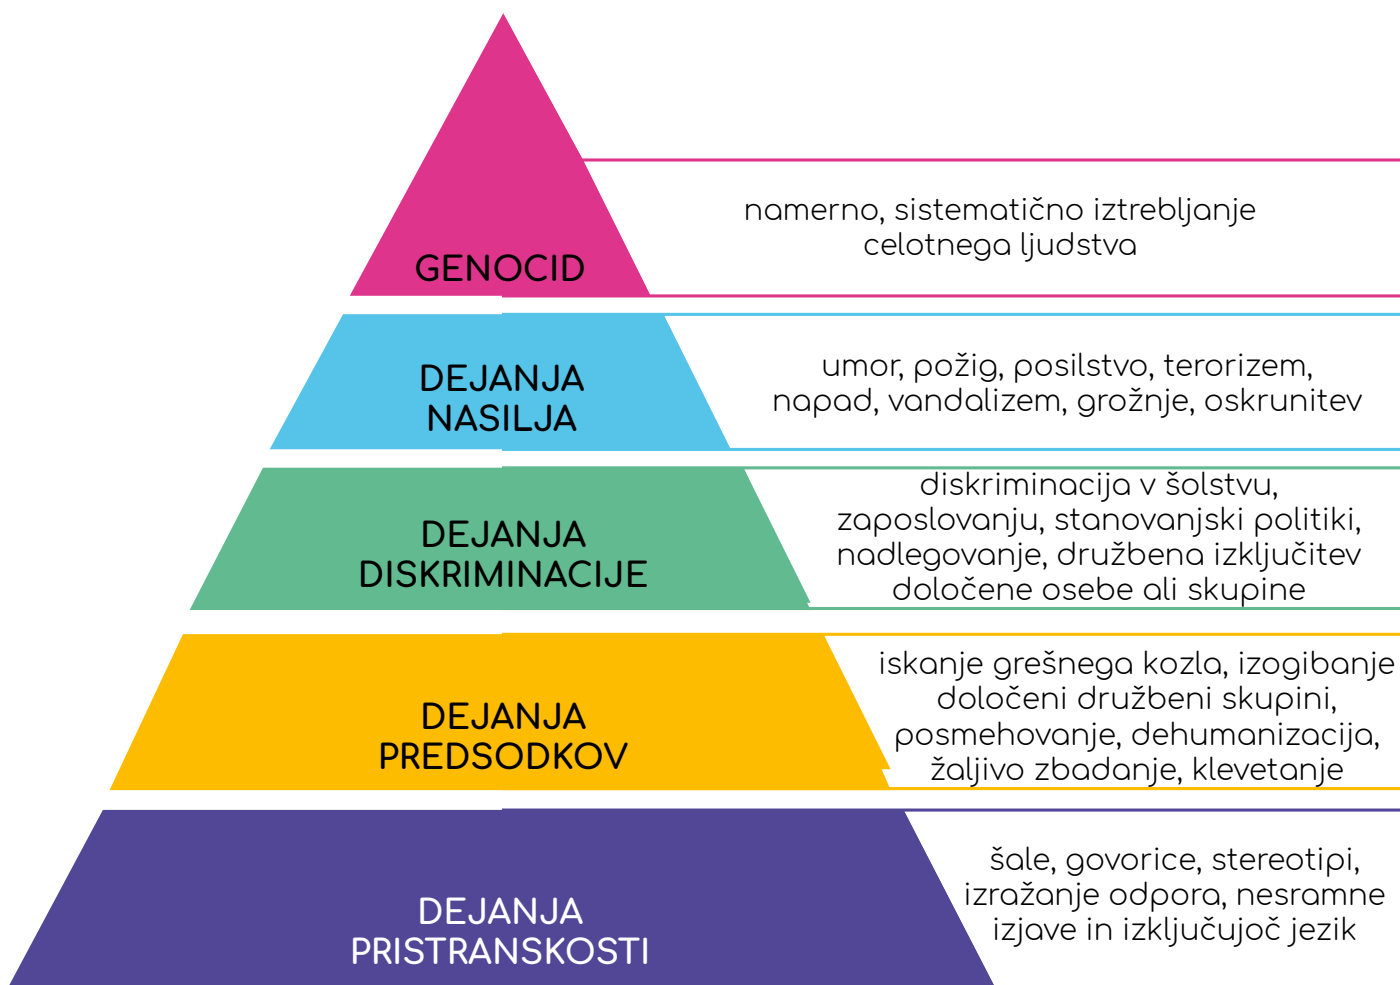 GENOCID
namerno, sistematično iztrebljanje
celotnega ljudstva
DEJANJA
NASILJA
umor, požig, posilstvo, terorizem,
napad, vandalizem, grožnje, oskrunitev
DEJANJA
DISKRIMINACIJE
diskriminacija v šolstvu,
zaposlovanju, stanovanjski politiki,
nadlegovanje, družbena izključitev
določene osebe ali skupine
DEJANJA
PREDSODKOV
iskanje grešnega kozla, izogibanje
določeni družbeni skupini,
posmehovanje, dehumanizacija,
žaljivo zbadanje, klevetanje
DEJANJA
PRISTRANSKOSTI
šale, govorice, stereotipi,
izražanje odpora, nesramne
izjave in izključujoč jezik